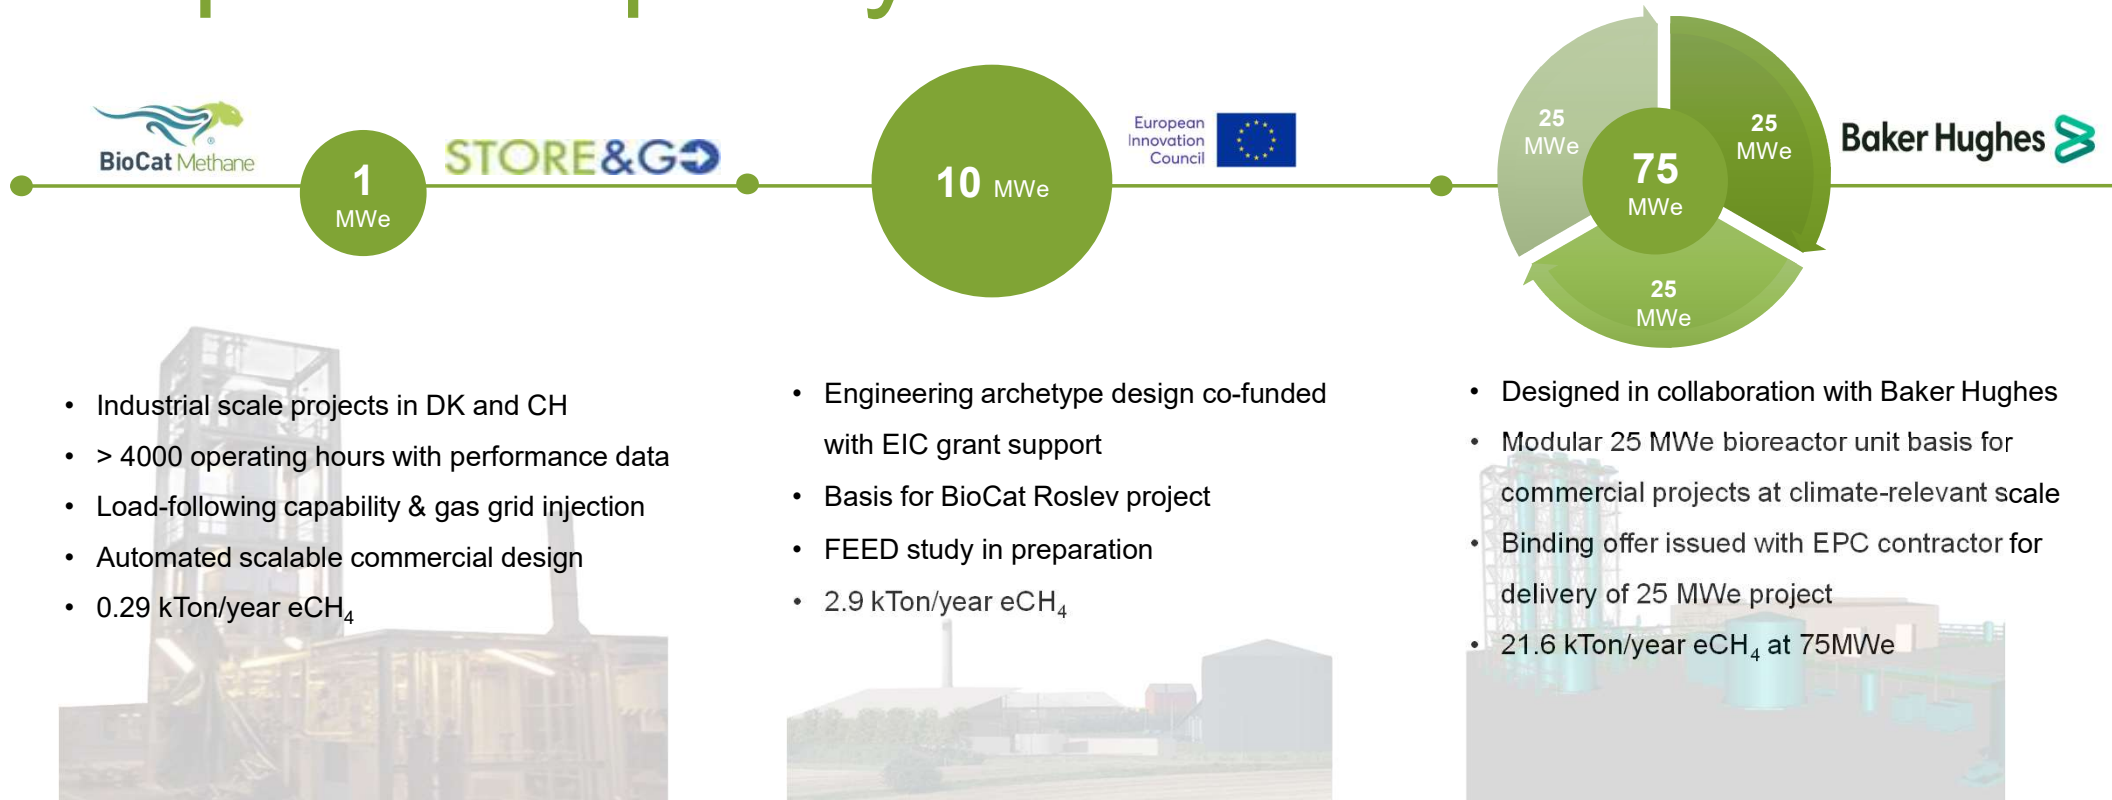 BioCat Methane
®
1
MWe
STORE&GO
10 MWe
European
Innovation
Council
25
MWe
25
MWe
75
MWe
25
MWe
Baker Hughes
• Industrial scale projects in DK and CH
• > 4000 operating hours with performance data
• Load-following capability & gas grid injection
• Automated scalable commercial design
• 0.29 kTon/year eCH₄
• Engineering archetype design co-funded
with EIC grant support
• Basis for BioCat Roslev project
• FEED study in preparation
• 2.9 kTon/year eCH₄
• Designed in collaboration with Baker Hughes
• Modular 25 MWe bioreactor unit basis for
commercial projects at climate-relevant scale
• Binding offer issued with EPC contractor for
delivery of 25 MWe project
• 21.6 kTon/year eCH₄ at 75MWe